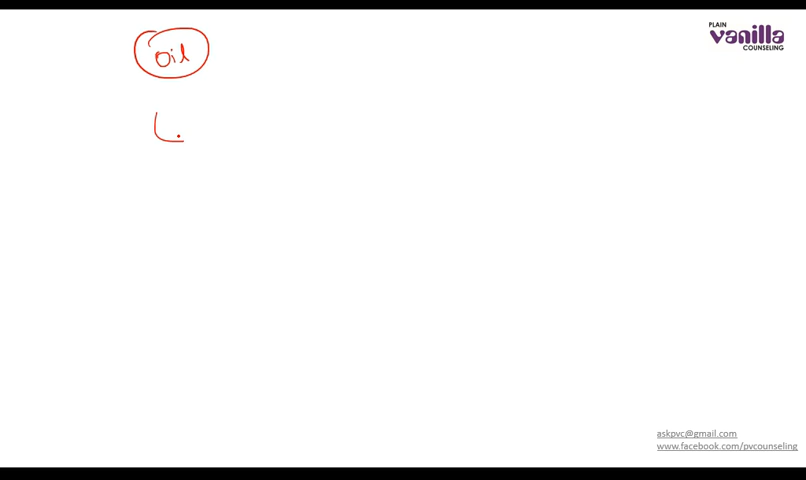 PLAIN
vanilla
COUNSELING
oil
askpvc@gmail.com
www.facebook.com/pvcounseling